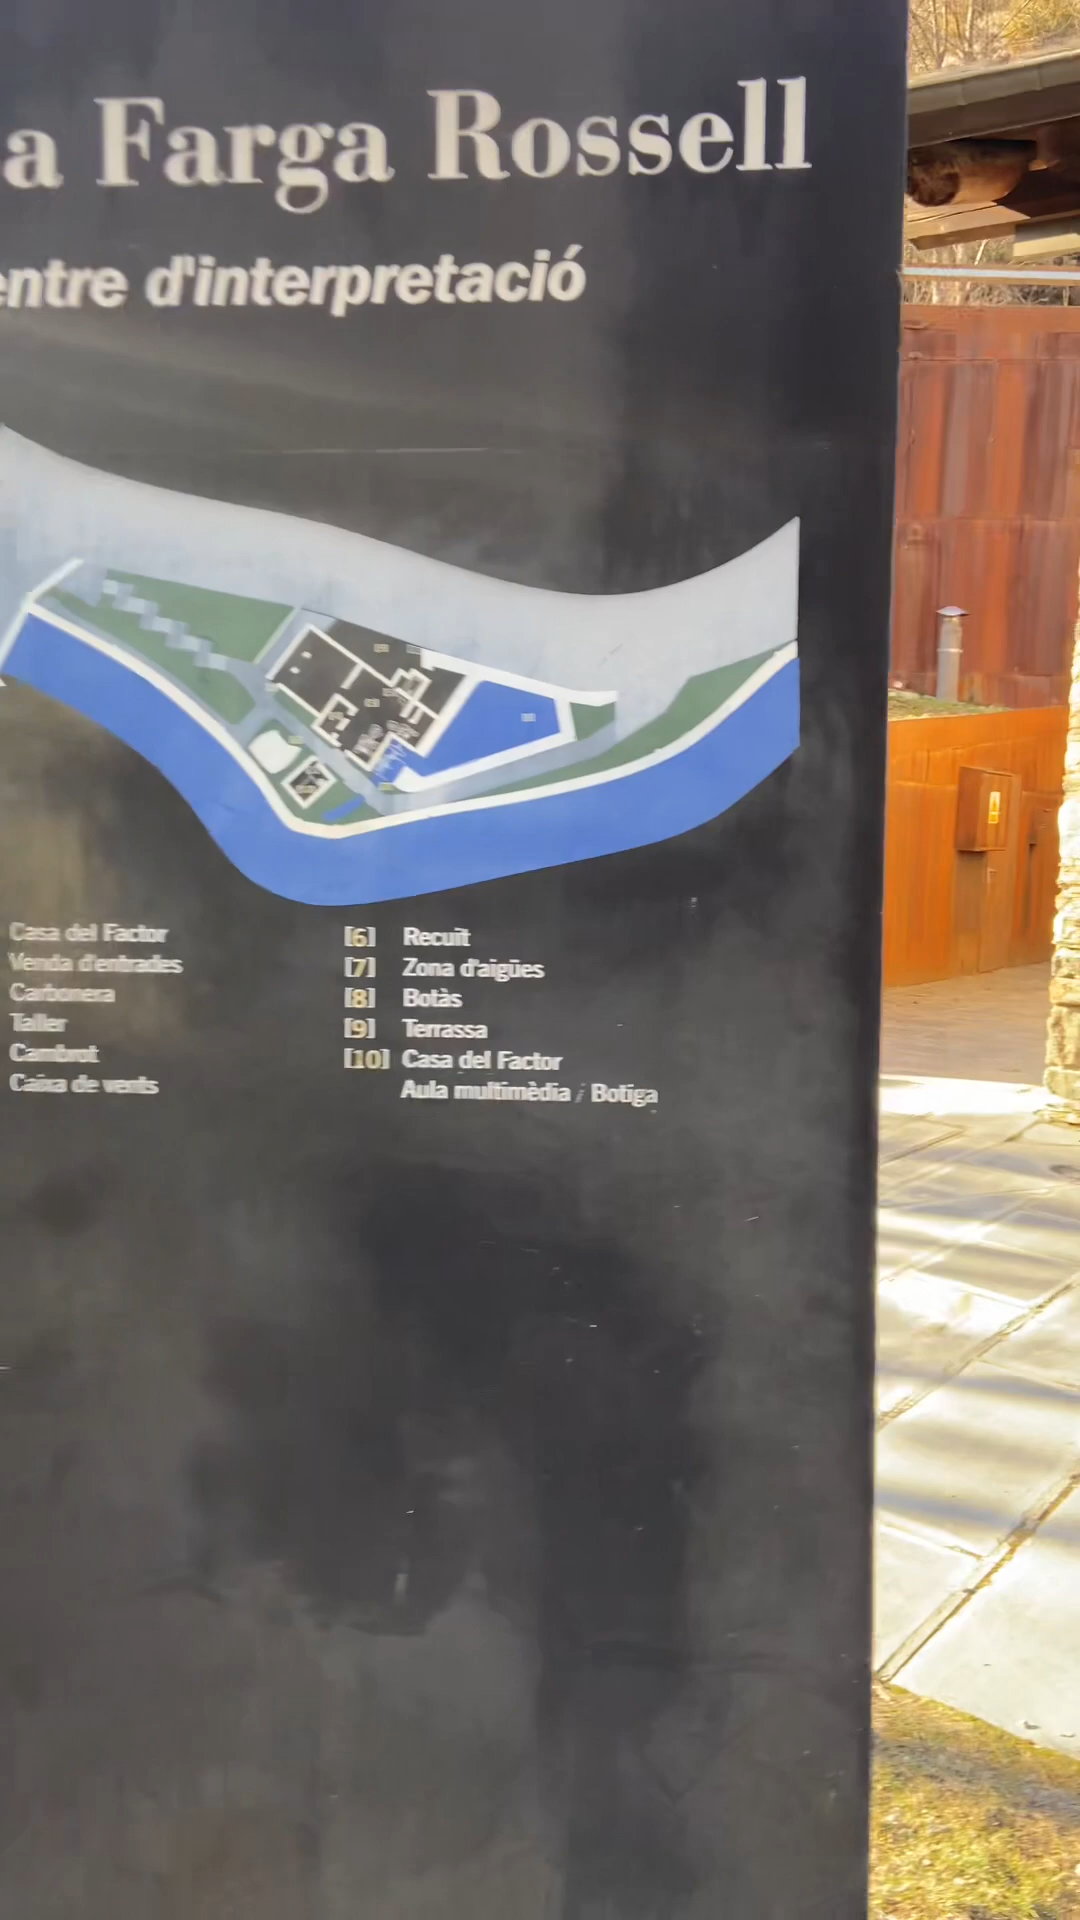 a Farga Rossell
entre d'interpretació
Casa del Factor
Venda d'entrades
Carbonera
Taller
Cambrot
Caixa de vents
[6] Recuit
[7] Zona d'aigües
[8] Botàs
[9] Terrassa
[10] Casa del Factor
Aula multimèdia / Botiga